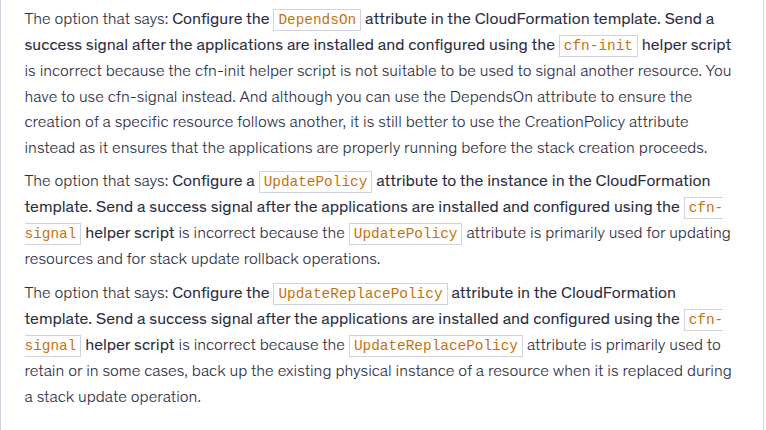 The option that says: Configure the DependsOn attribute in the CloudFormation template. Send a
success signal after the applications are installed and configured using the cfn-init helper script
is incorrect because the cfn-init helper script is not suitable to be used to signal another resource. You
have to use cfn-signal instead. And although you can use the DependsOn attribute to ensure the
creation of a specific resource follows another, it is still better to use the CreationPolicy attribute
instead as it ensures that the applications are properly running before the stack creation proceeds.
The option that says: Configure a UpdatePolicy attribute to the instance in the CloudFormation
template. Send a success signal after the applications are installed and configured using the cfn-
signal helper script is incorrect because the UpdatePolicy attribute is primarily used for updating
resources and for stack update rollback operations.
The option that says: Configure the UpdateReplacePolicy attribute in the CloudFormation
template. Send a success signal after the applications are installed and configured using the cfn-
signal helper script is incorrect because the UpdateReplacePolicy attribute is primarily used to
retain or in some cases, back up the existing physical instance of a resource when it is replaced during
a stack update operation.